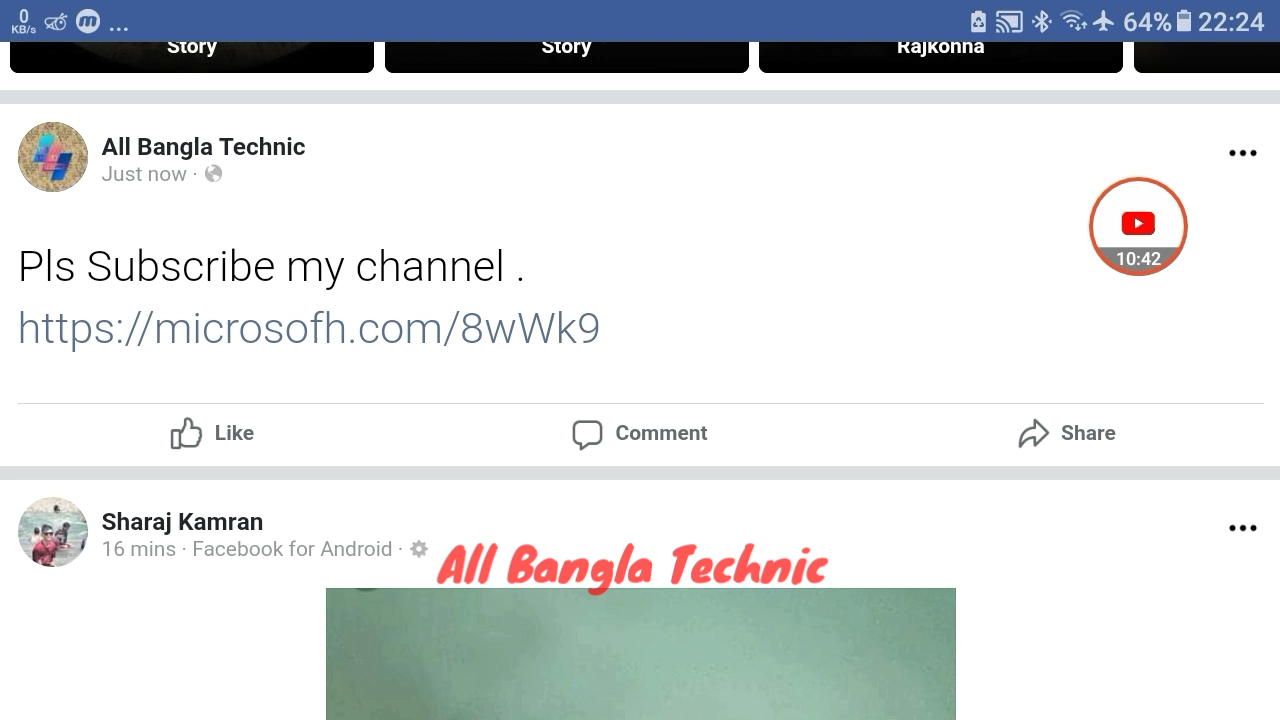 0
KB/s
... 64% 22:24
Story Story Rajkonna
All Bangla Technic
Just now ·
10:42
Pls Subscribe my channel .
https://microsofh.com/8wWk9
Like Comment Share
Sharaj Kamran
16 mins · Facebook for Android ·
All Bangla Technic